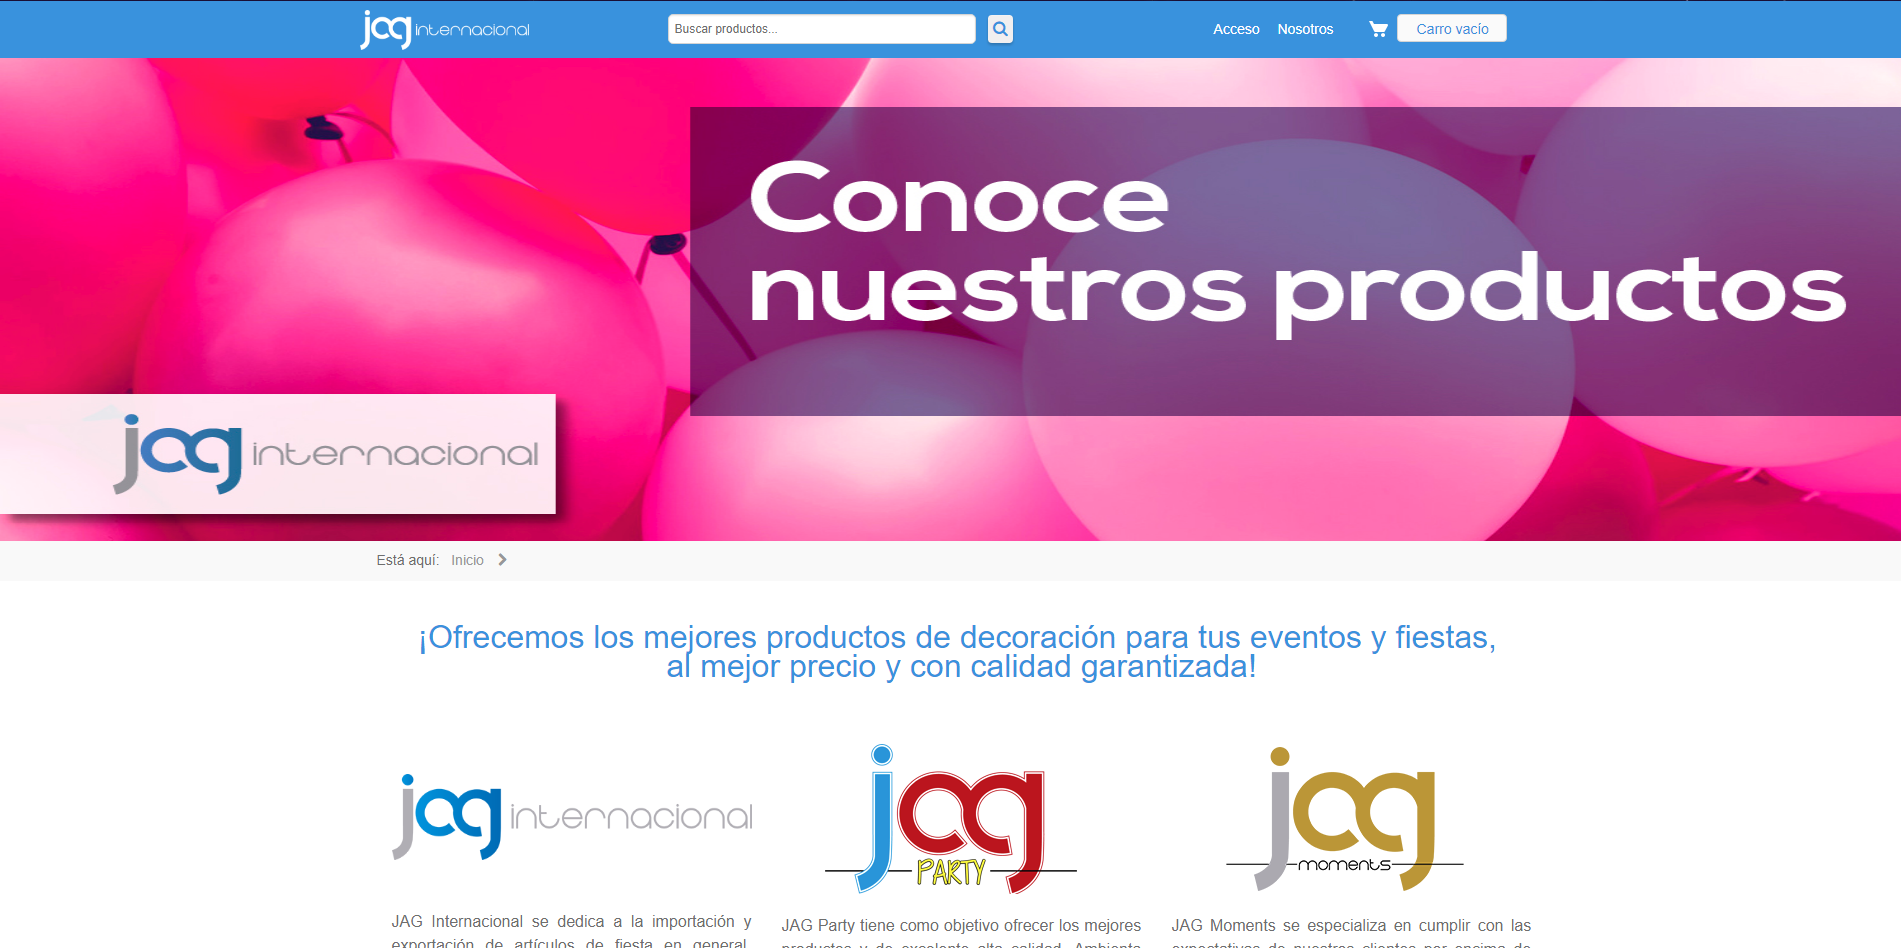 jag internacional
Buscar productos...
Acceso
Nosotros
Carro vacío
Conoce
nuestros productos
jag internacional
Está aquí: Inicio
¡Ofrecemos los mejores productos de decoración para tus eventos y fiestas,
al mejor precio y con calidad garantizada!
jag internacional
jag
PARTY
jag
moments
JAG Internacional se dedica a la importación y
exportación de artículos de fiesta en general.
JAG Party tiene como objetivo ofrecer los mejores
productos y de excelente alta calidad. Ambiente
JAG Moments se especializa en cumplir con las
expectativas de nuestros clientes por encima de